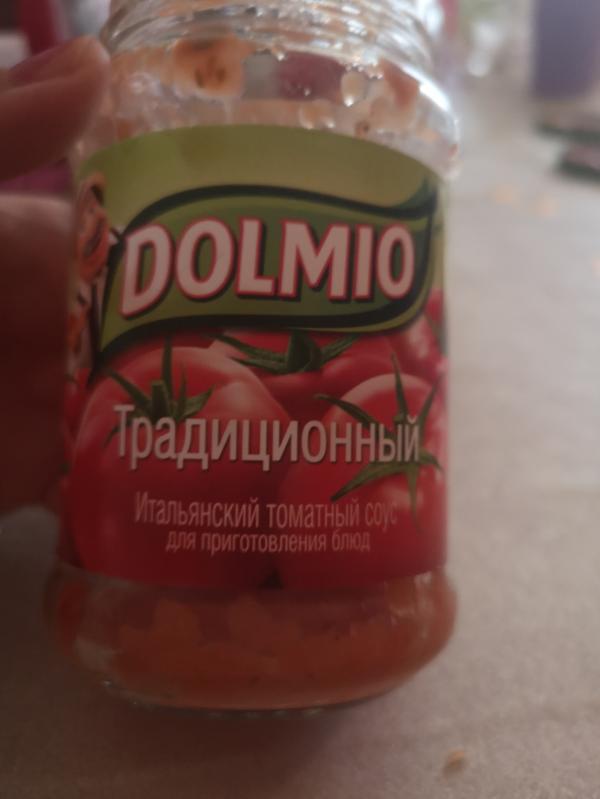 DOLMIO
Традиционный
Итальянский томатный соус
для приготовления блюд